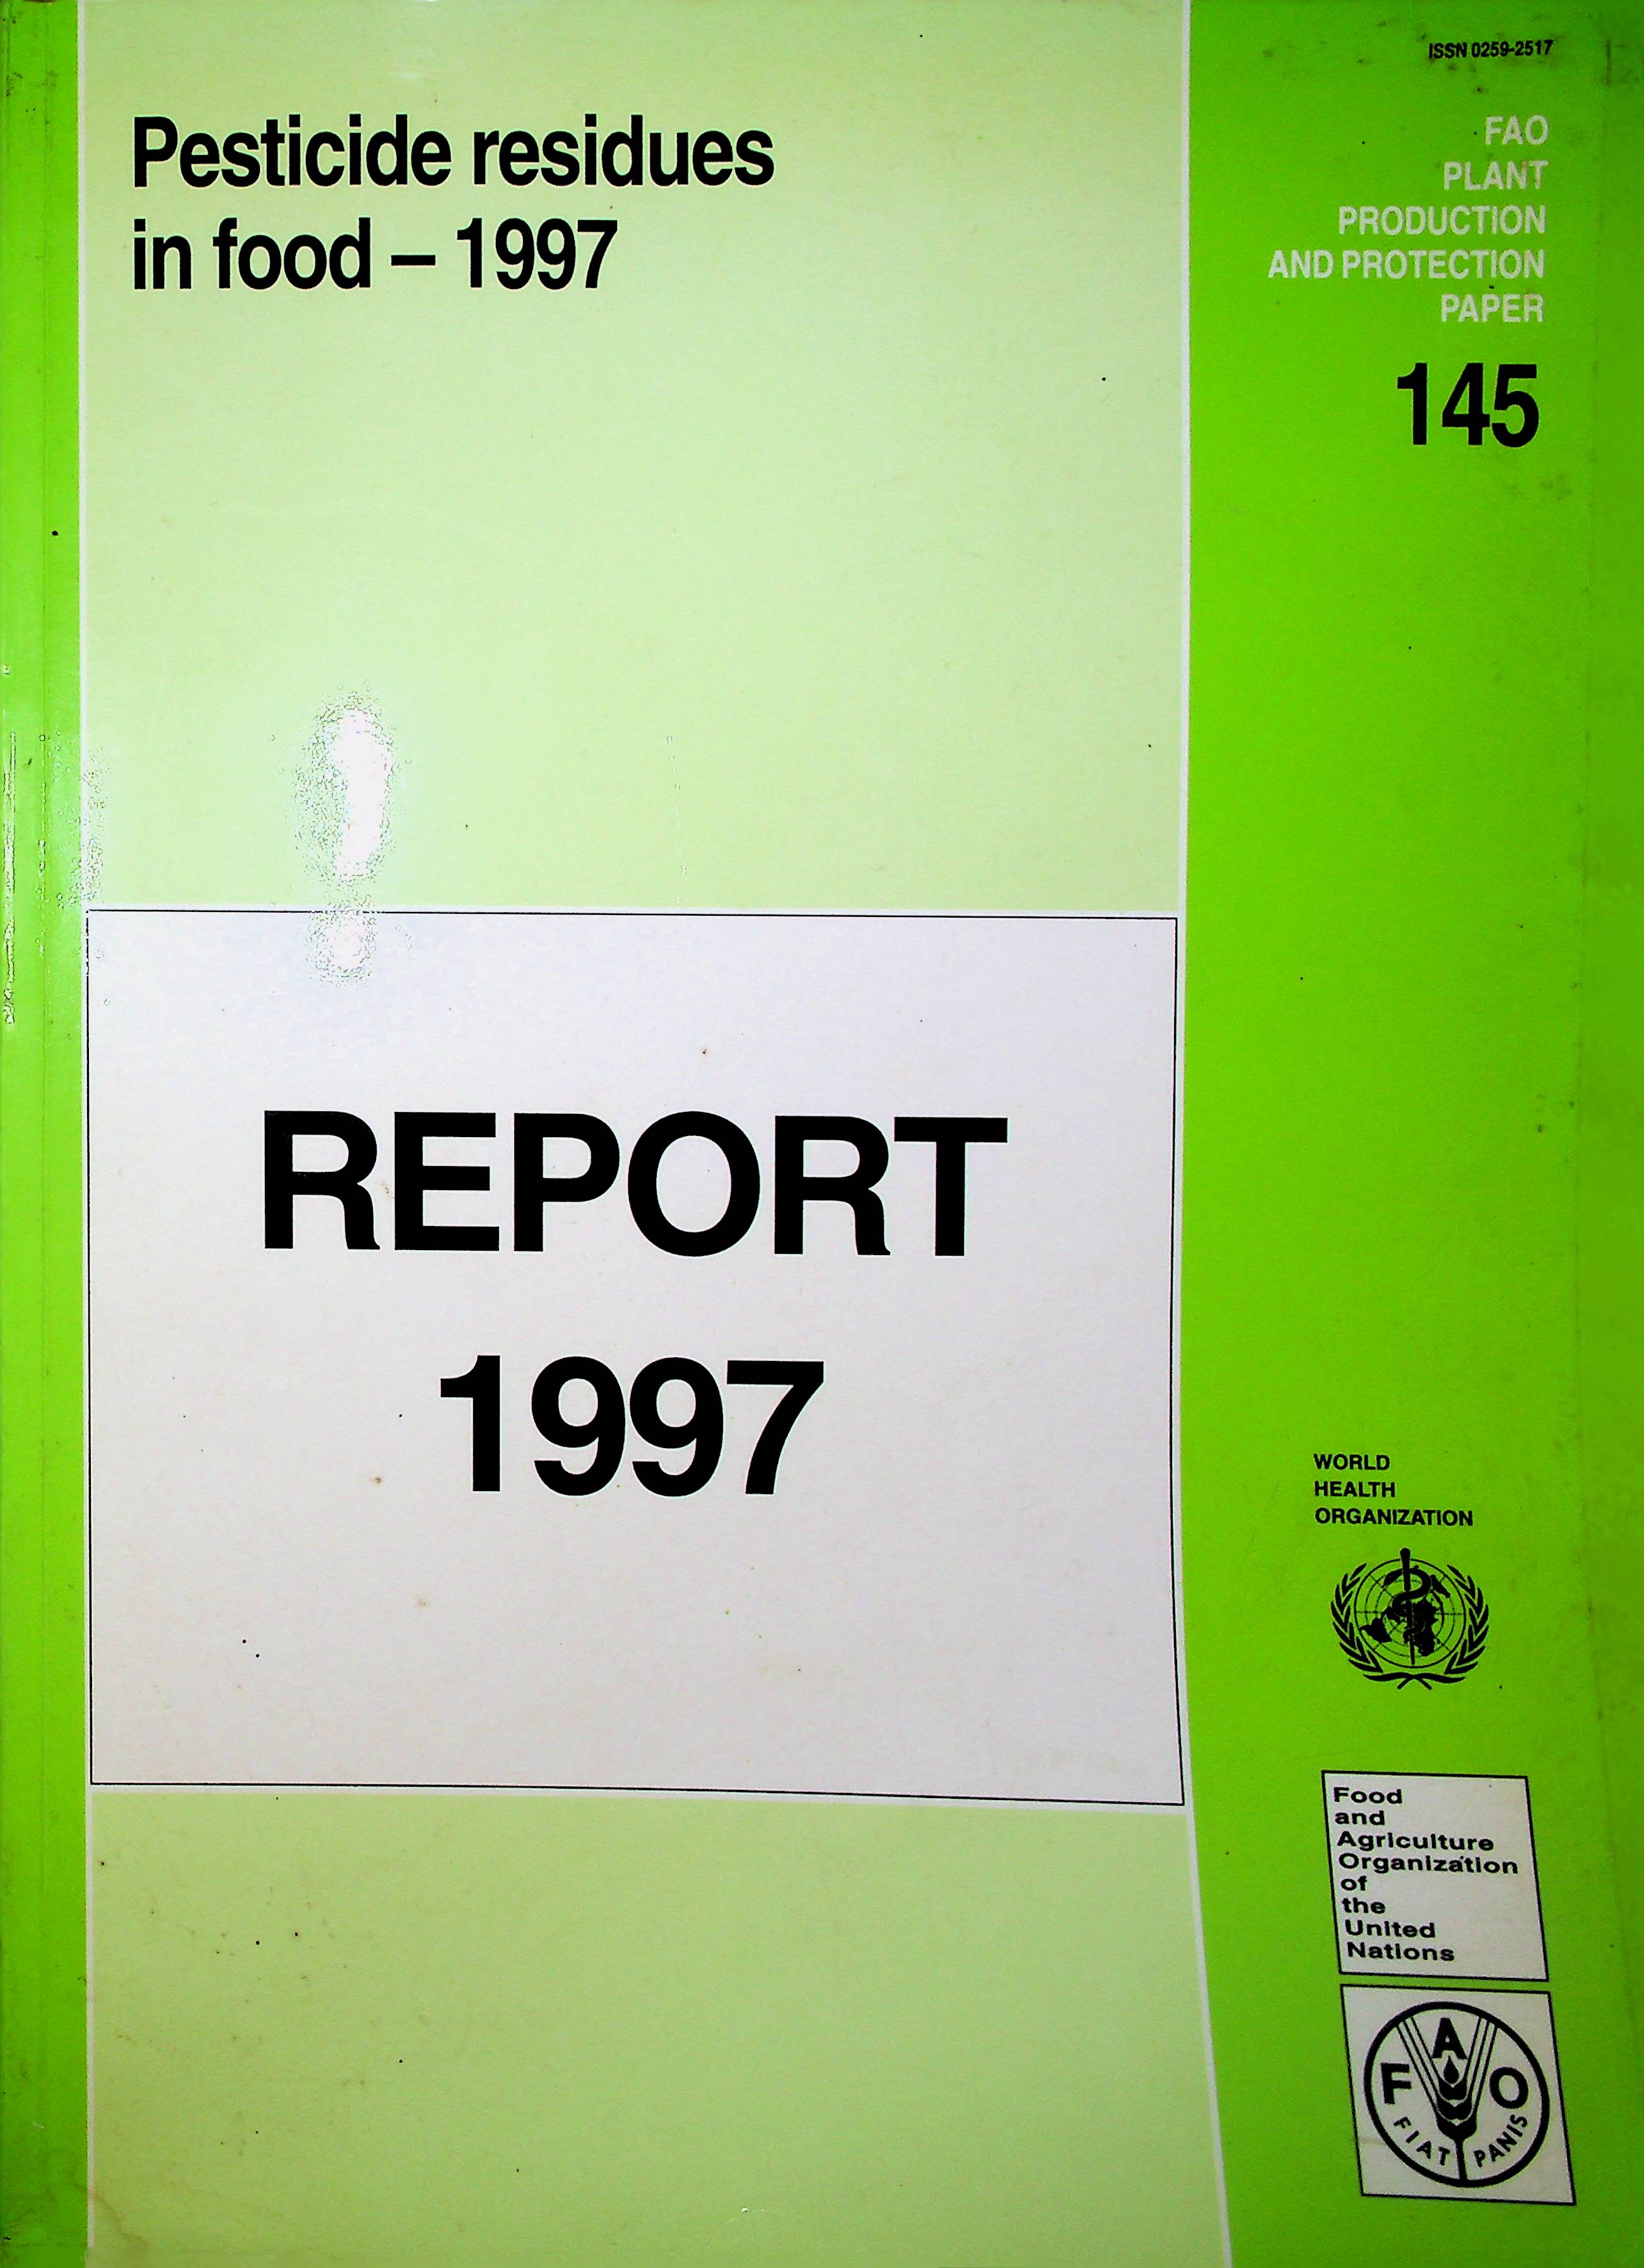 ISSN 0259-2517
Pesticide residues
in food – 1997
FAO
PLANT
PRODUCTION
AND PROTECTION
PAPER
145
REPORT
1997
WORLD
HEALTH
ORGANIZATION
Food
and
Agriculture
Organization
of
the
United
Nations
F A O
FIAT PANIS